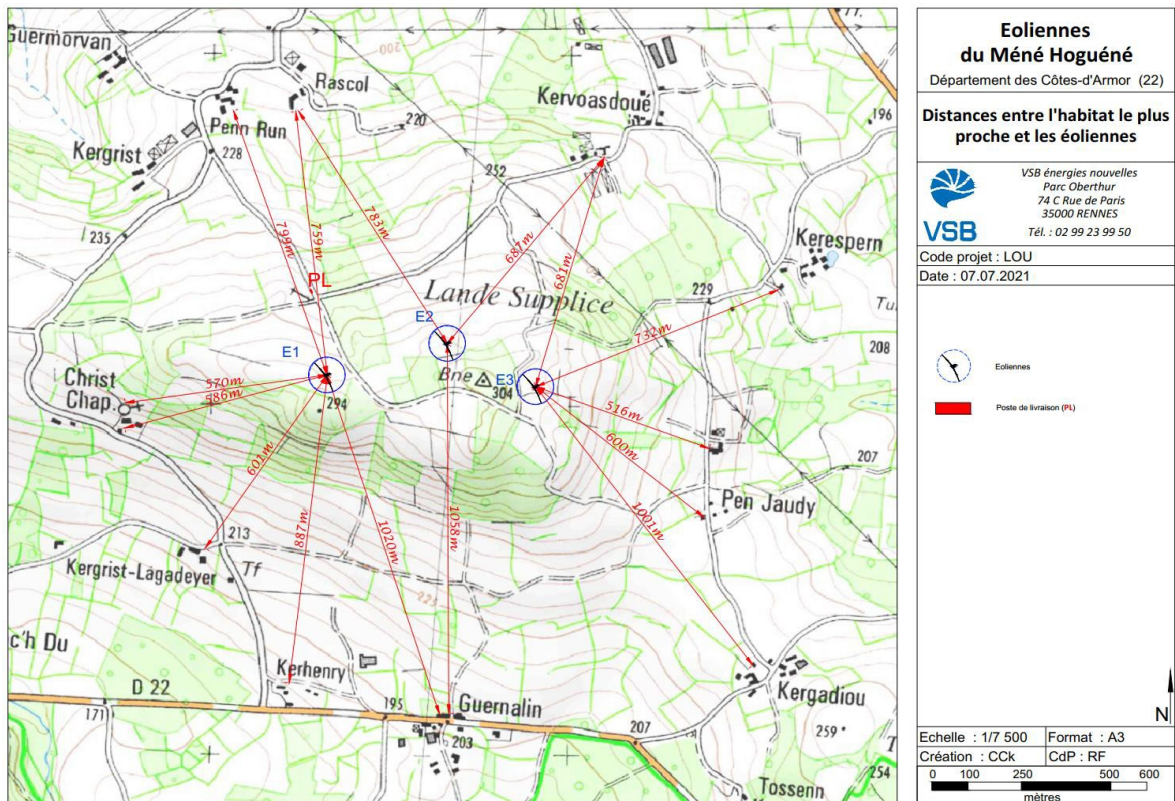 Guermorvan
Rascol
Penn Run
Kergrist
228
220
252
235
200
Kervoasdoué
196
Kerespern
229
208
207
799m
759m
783m
687m
681m
732m
PL
Lande Supplice
E1
E2
E3
Bne
304
294
Christ
Chap.
570m
586m
601m
887m
1020m
1058m
516m
600m
1001m
Pen Jaudy
213
Kergrist-Lagadeyer
Tf
225
c'h Du
Kerhenry
D 22
171
195
Guernalin
203
207
Kergadiou
259
254
Tossenn
Eoliennes
du Méné Hoguéné
Département des Côtes-d'Armor (22)
Distances entre l'habitat le plus
proche et les éoliennes
VSB
VSB énergies nouvelles
Parc Oberthur
74 C Rue de Paris
35000 RENNES
Tél. : 02 99 23 99 50
Code projet : LOU
Date : 07.07.2021
Eoliennes
Poste de livraison (PL)
N
Echelle : 1/7 500
Format : A3
Création : CCk
CdP : RF
0 100 250 500 600
mètres